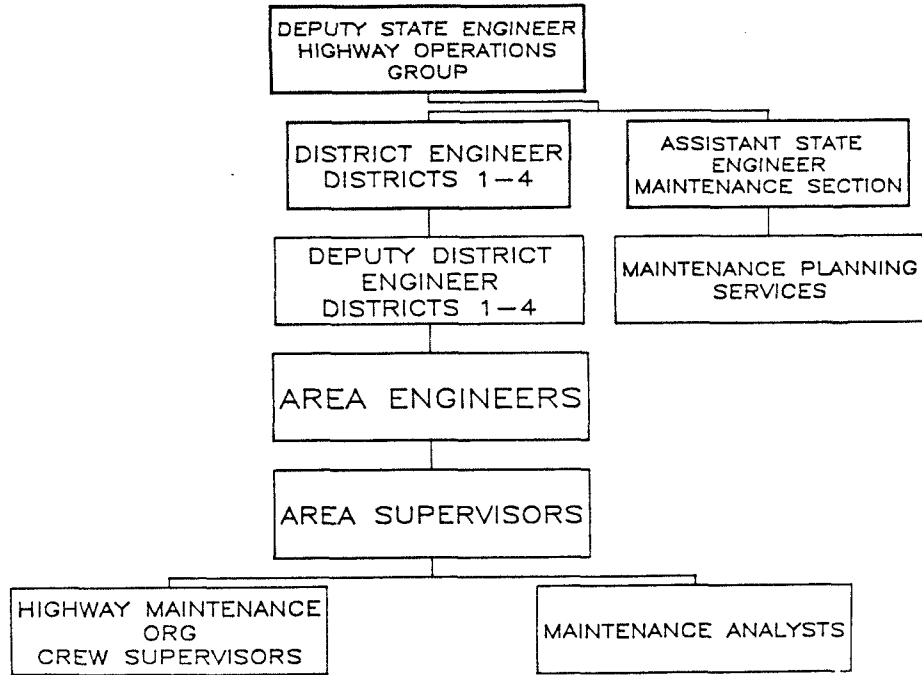 DEPUTY STATE ENGINEER
HIGHWAY OPERATIONS
GROUP
DISTRICT ENGINEER
DISTRICTS 1-4
ASSISTANT STATE
ENGINEER
MAINTENANCE SECTION
DEPUTY DISTRICT
ENGINEER
DISTRICTS 1-4
MAINTENANCE PLANNING
SERVICES
AREA ENGINEERS
AREA SUPERVISORS
HIGHWAY MAINTENANCE
ORG
CREW SUPERVISORS
MAINTENANCE ANALYSTS